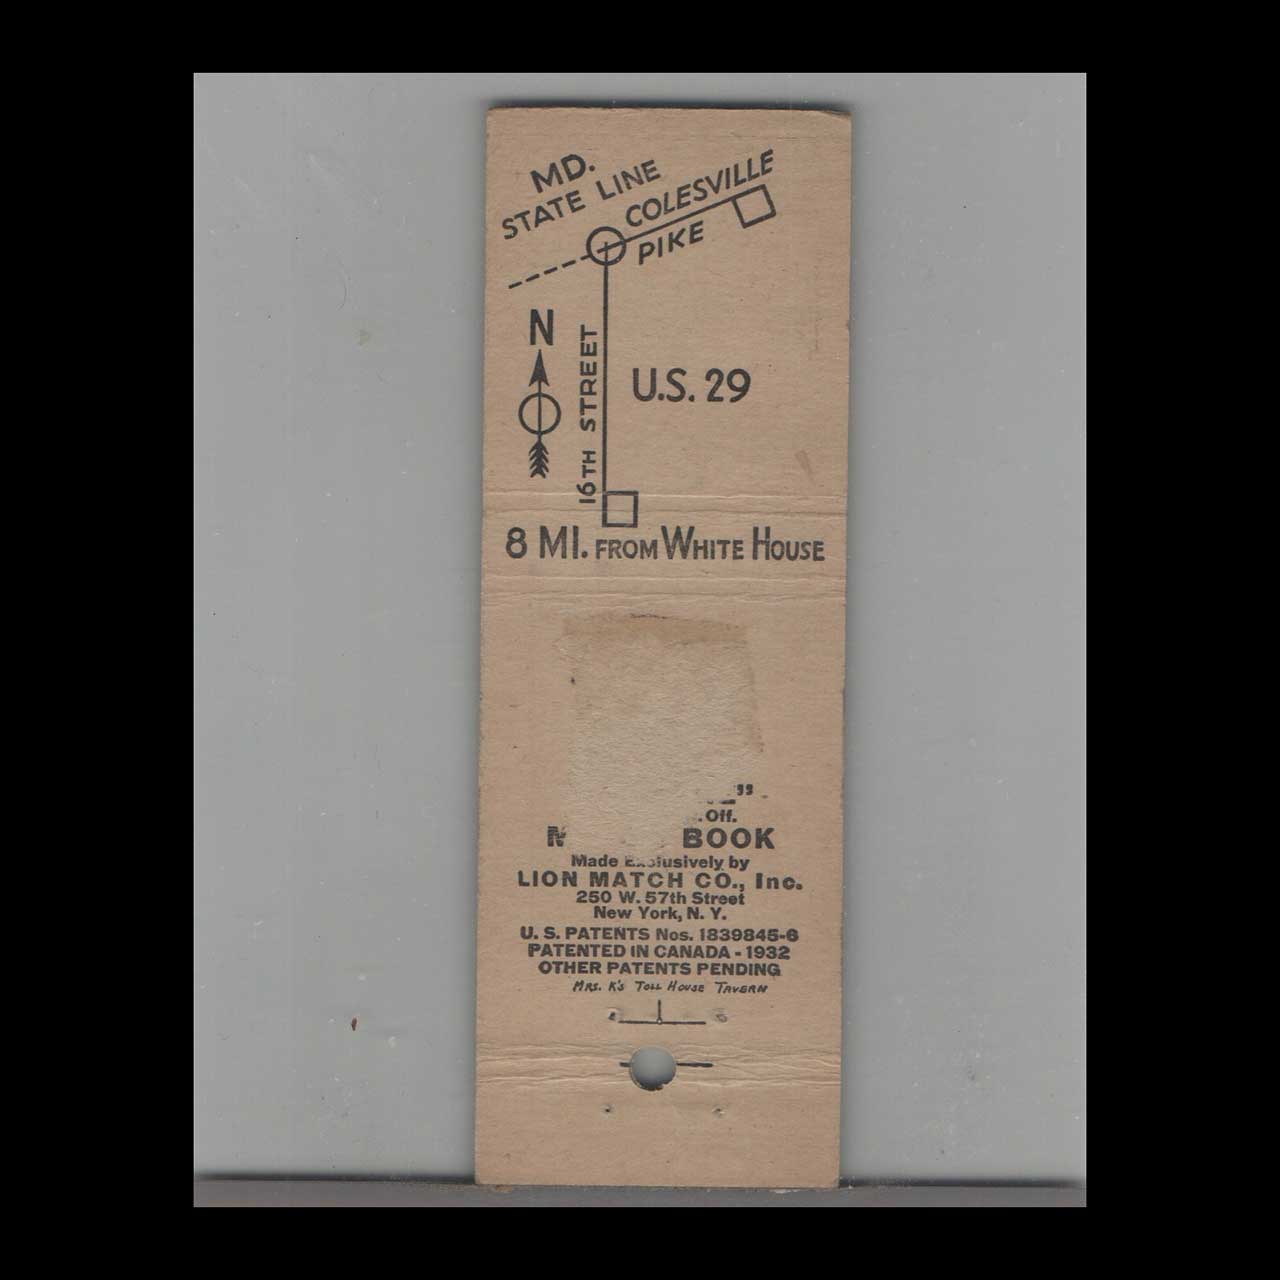 MD.
STATE LINE
COLESVILLE
PIKE
N
16TH STREET
U.S. 29
8 MI. FROM WHITE HOUSE
Off.
BOOK
Made Exclusively by
LION MATCH CO., Inc.
250 W. 57th Street
New York, N. Y.
U. S. PATENTS Nos. 1839845-6
PATENTED IN CANADA - 1932
OTHER PATENTS PENDING
MRS. K's TOLL HOUSE TAVERN